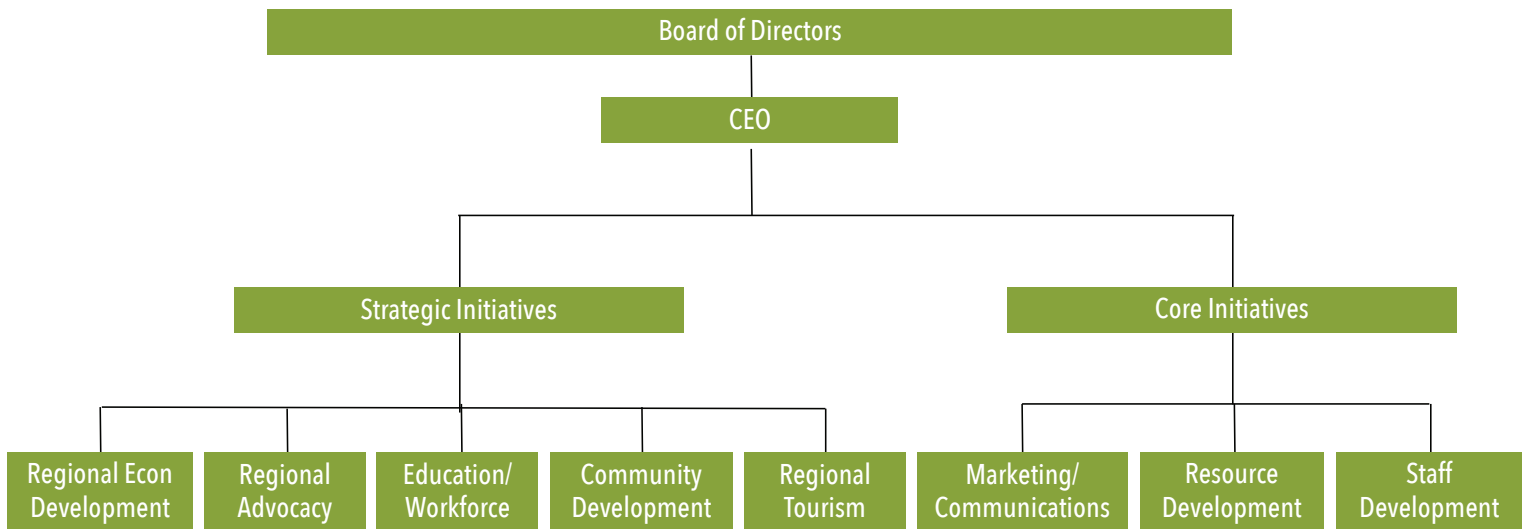 Board of Directors
CEO
Strategic Initiatives
Core Initiatives
Regional Econ
Development
Regional
Advocacy
Education/
Workforce
Community
Development
Regional
Tourism
Marketing/
Communications
Resource
Development
Staff
Development